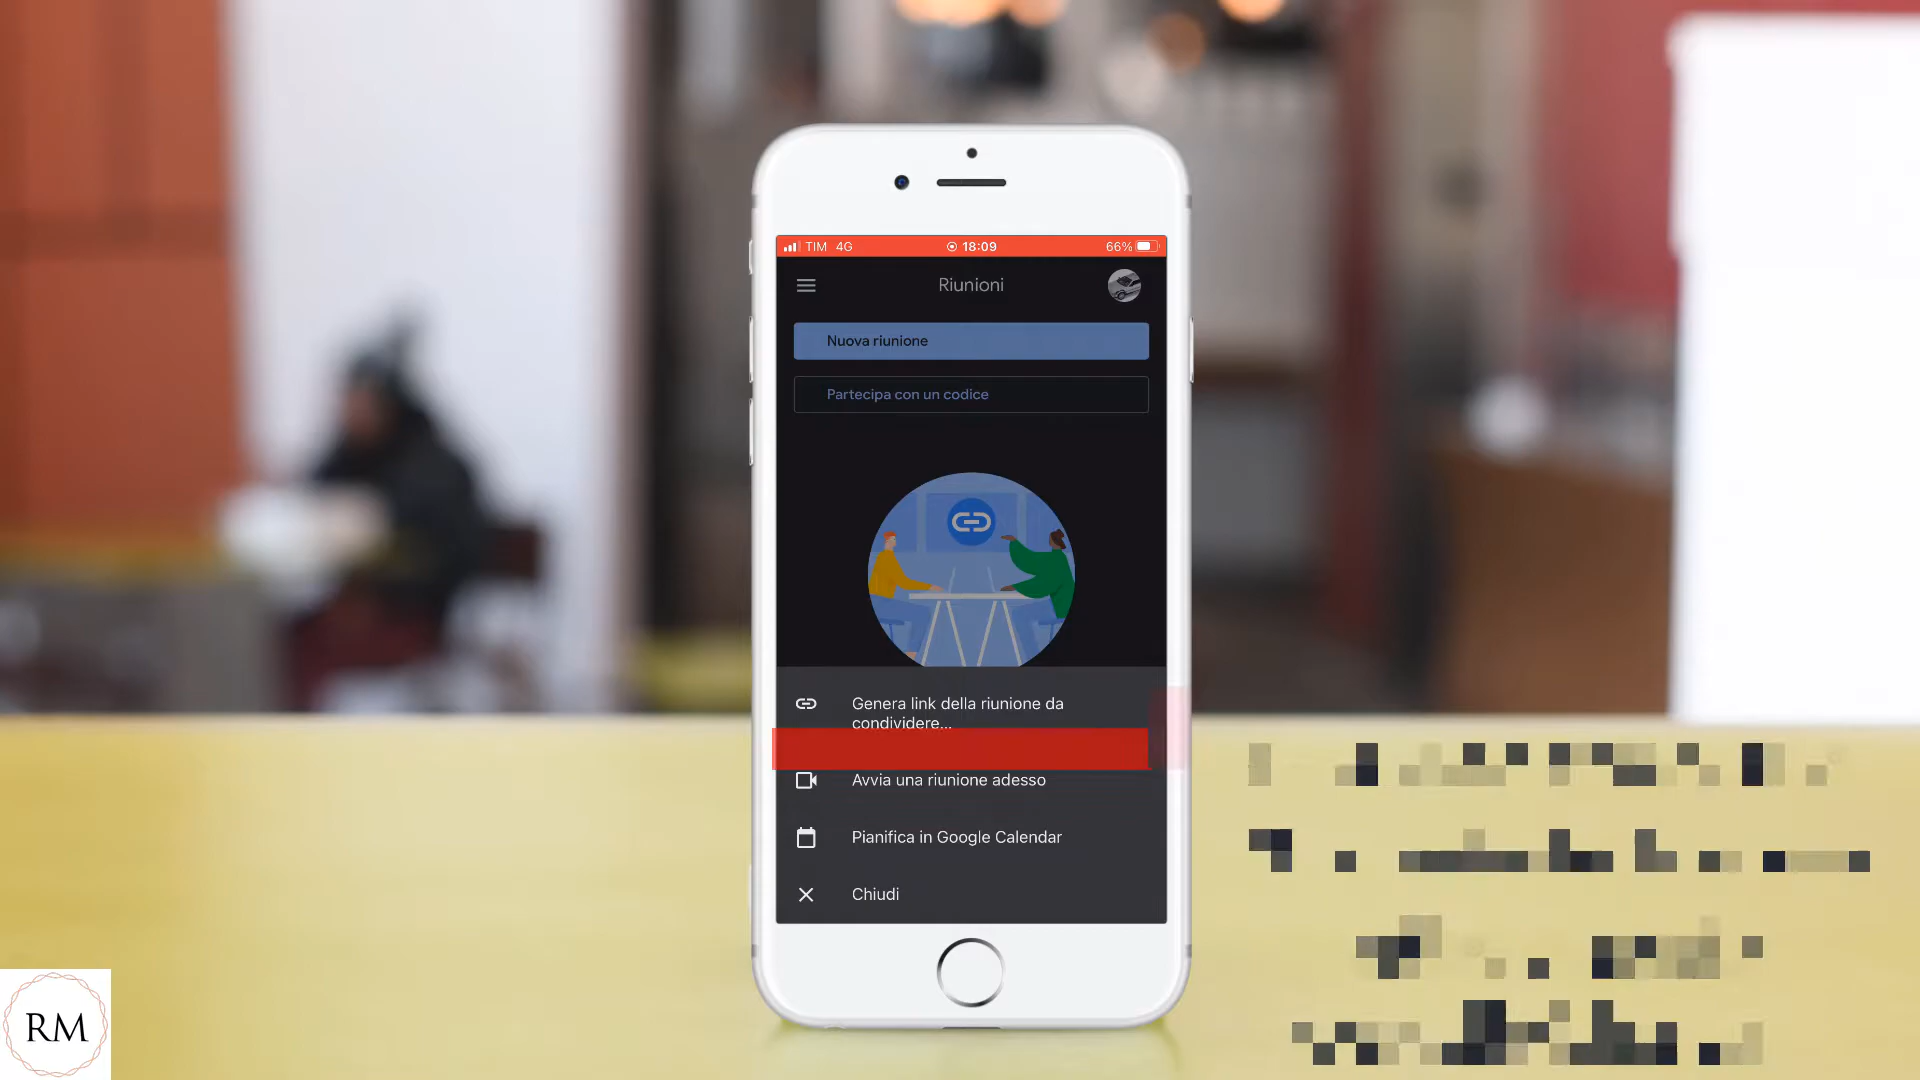 TIM 4G 18:09 66%
Riunioni
Nuova riunione
Partecipa con un codice
Genera link della riunione da
condividere...
Avvia una riunione adesso
Pianifica in Google Calendar
Chiudi
RM